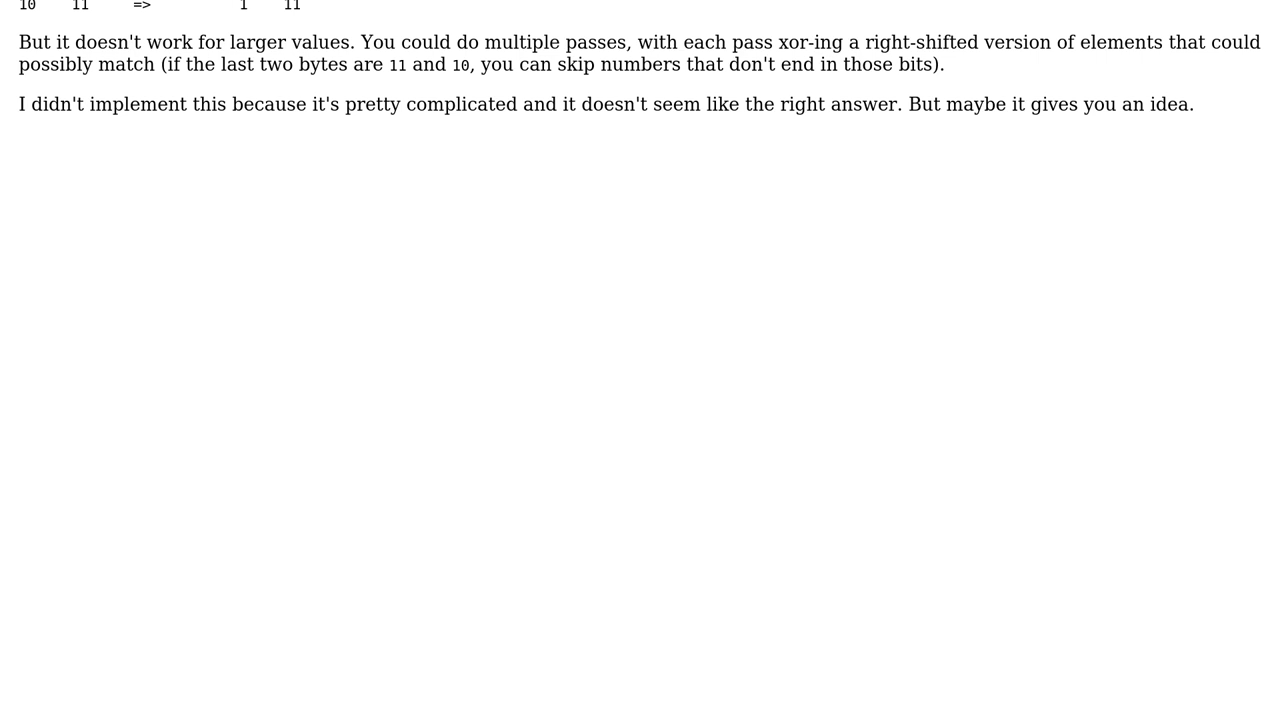 10    11     =>          1    11
But it doesn't work for larger values. You could do multiple passes, with each pass xor-ing a right-shifted version of elements that could
possibly match (if the last two bytes are 11 and 10, you can skip numbers that don't end in those bits).
I didn't implement this because it's pretty complicated and it doesn't seem like the right answer. But maybe it gives you an idea.